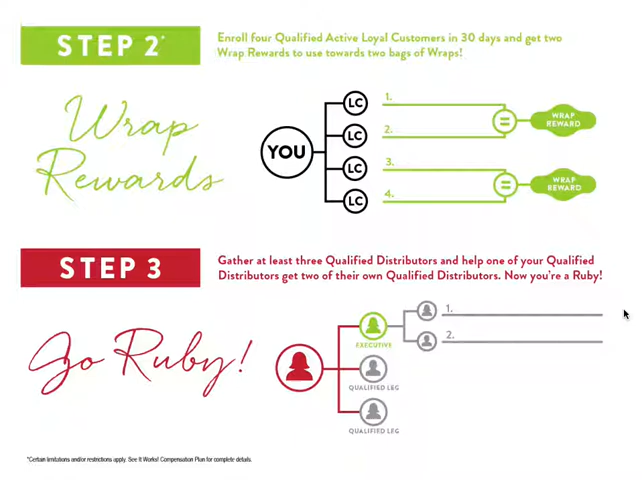 STEP 2*
Enroll four Qualified Active Loyal Customers in 30 days and get two
Wrap Rewards to use towards two bags of Wraps!
Wrap
Rewards
YOU
LC
LC
LC
LC
1.
2.
3.
4.
=
=
WRAP
REWARD
WRAP
REWARD
STEP 3
Gather at least three Qualified Distributors and help one of your Qualified
Distributors get two of their own Qualified Distributors. Now you're a Ruby!
Go Ruby!
EXECUTIVE
1.
2.
QUALIFIED LEG
QUALIFIED LEG
*Certain limitations and/or restrictions apply. See It Works! Compensation Plan for complete details.